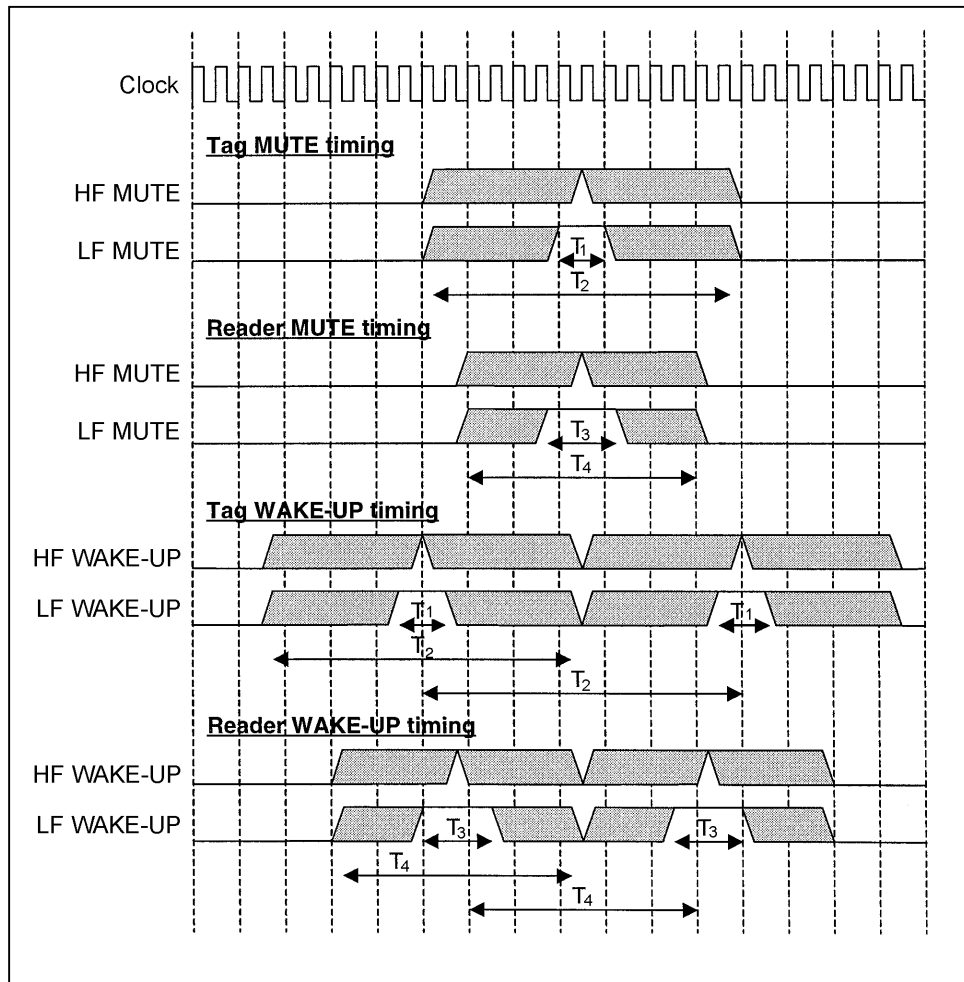 Clock
Tag MUTE timing
HF MUTE
LF MUTE
T1
T2
Reader MUTE timing
HF MUTE
LF MUTE
T3
T4
Tag WAKE-UP timing
HF WAKE-UP
LF WAKE-UP
T1
T1
T2
T2
Reader WAKE-UP timing
HF WAKE-UP
LF WAKE-UP
T3
T3
T4
T4